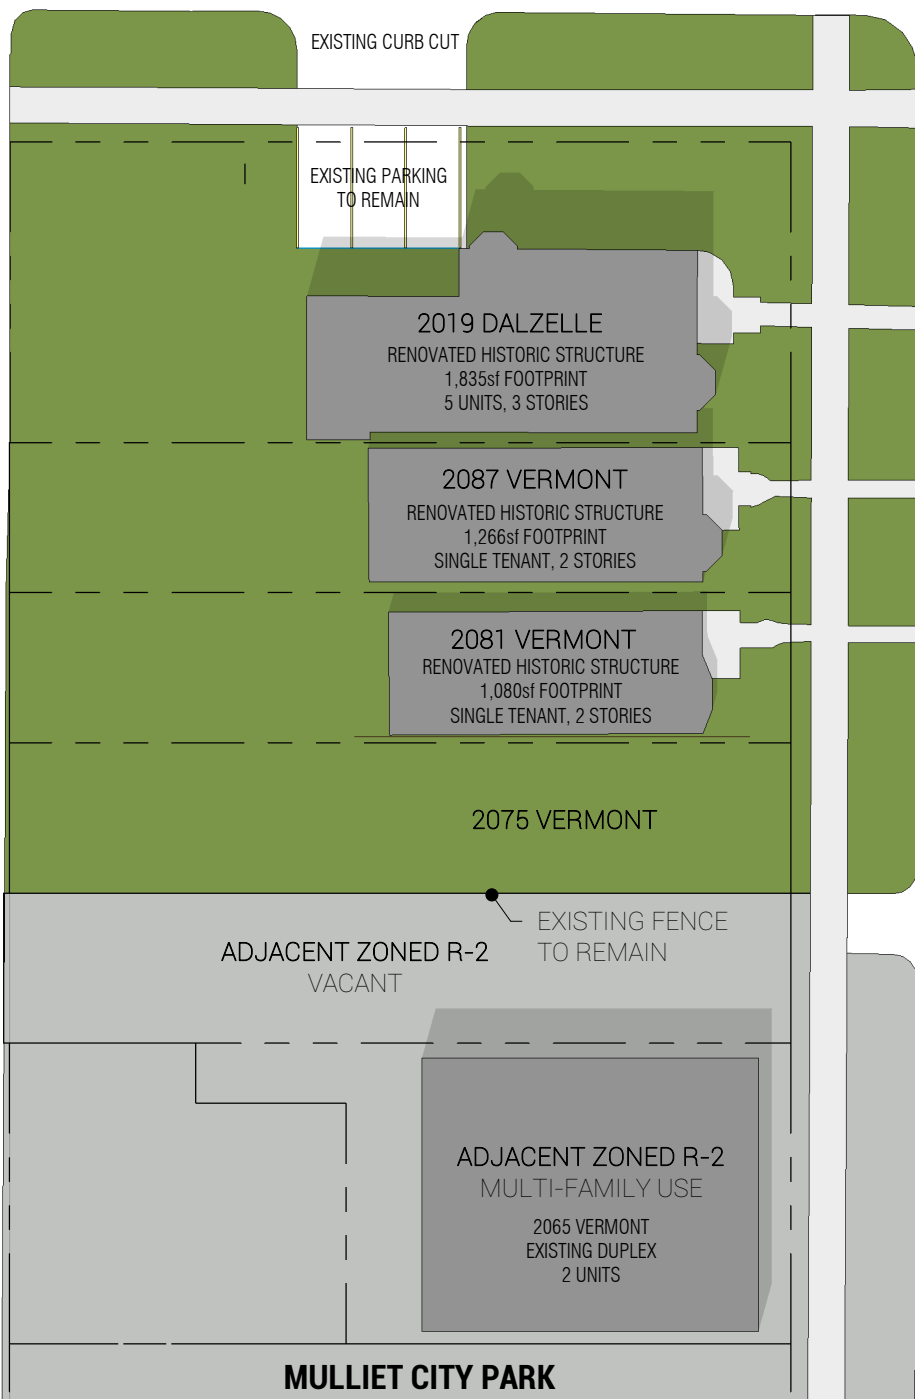 EXISTING CURB CUT
EXISTING PARKING
TO REMAIN
2019 DALZELLE
RENOVATED HISTORIC STRUCTURE
1,835sf FOOTPRINT
5 UNITS, 3 STORIES
2087 VERMONT
RENOVATED HISTORIC STRUCTURE
1,266sf FOOTPRINT
SINGLE TENANT, 2 STORIES
2081 VERMONT
RENOVATED HISTORIC STRUCTURE
1,080sf FOOTPRINT
SINGLE TENANT, 2 STORIES
2075 VERMONT
EXISTING FENCE
TO REMAIN
ADJACENT ZONED R-2
VACANT
ADJACENT ZONED R-2
MULTI-FAMILY USE
2065 VERMONT
EXISTING DUPLEX
2 UNITS
MULLIET CITY PARK